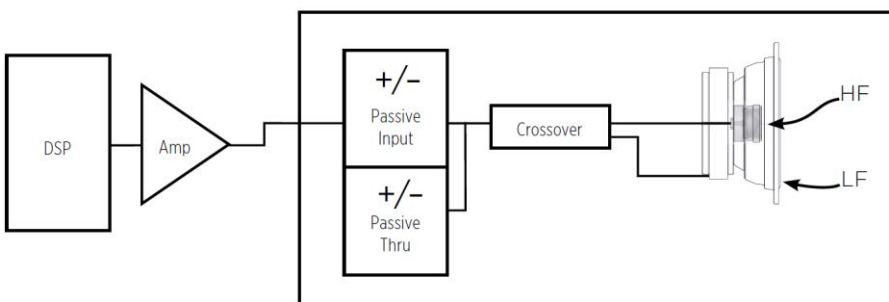 DSP
Amp
+/−
Passive
Input
+/−
Passive
Thru
Crossover
HF
LF